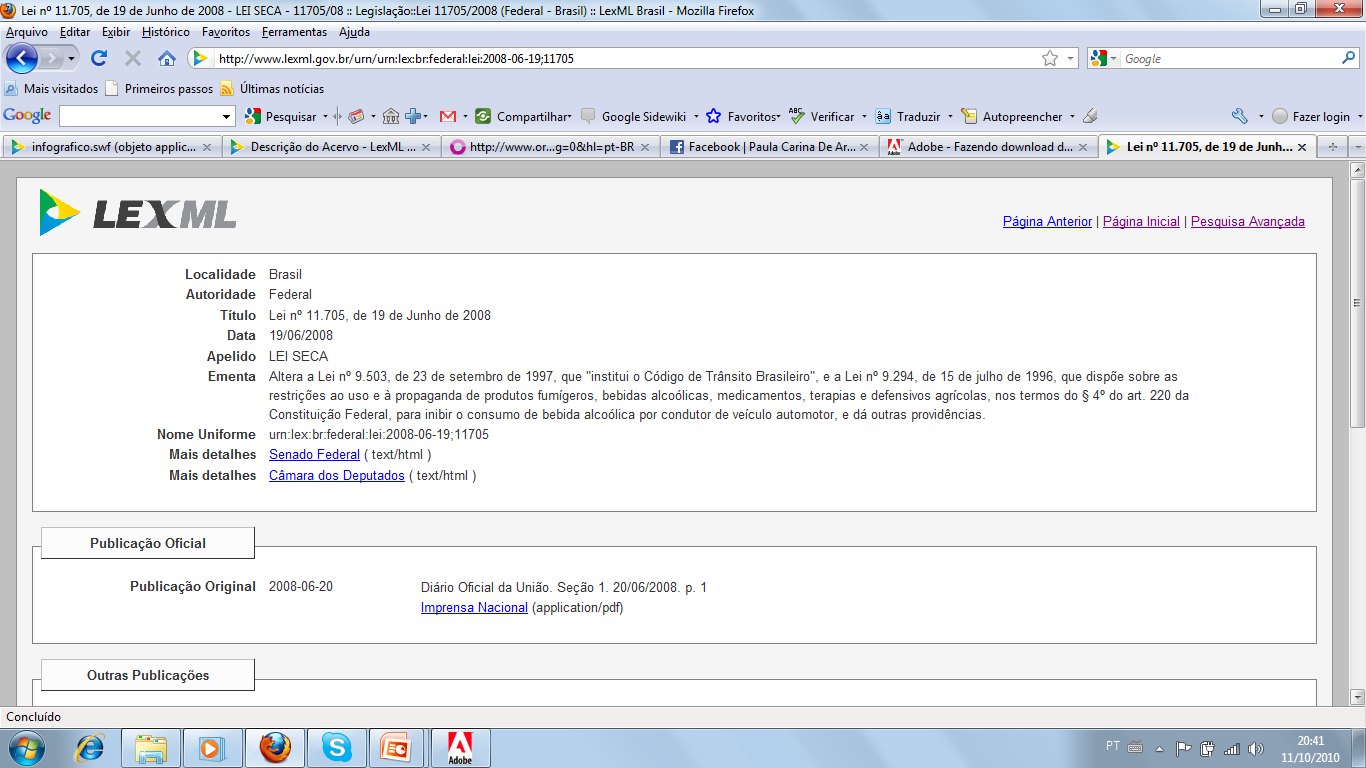 Lei nº 11.705, de 19 de Junho de 2008 - LEI SECA - 11705/08 :: Legislação::Lei 11705/2008 (Federal - Brasil) :: LexML Brasil - Mozilla Firefox
Arquivo Editar Exibir Histórico Favoritos Ferramentas Ajuda
http://www.lexml.gov.br/urn/urn:lex:br:federal:lei:2008-06-19;11705 Google
Mais visitados Primeiros passos Últimas notícias
Google Pesquisar Compartilhar Google Sidewiki Favoritos ABC Verificar àa Traduzir Autopreencher Fazer login
infografico.swf (objeto applic... Descrição do Acervo - LexML ... http://www.or...g=0&hl=pt-BR Facebook | Paula Carina De Ar... Adobe - Fazendo download d... Lei nº 11.705, de 19 de Junh...
LEXML
Página Anterior | Página Inicial | Pesquisa Avançada
Localidade Brasil
Autoridade Federal
Título Lei nº 11.705, de 19 de Junho de 2008
Data 19/06/2008
Apelido LEI SECA
Ementa Altera a Lei nº 9.503, de 23 de setembro de 1997, que "institui o Código de Trânsito Brasileiro", e a Lei nº 9.294, de 15 de julho de 1996, que dispõe sobre as
restrições ao uso e à propaganda de produtos fumígeros, bebidas alcoólicas, medicamentos, terapias e defensivos agrícolas, nos termos do § 4º do art. 220 da
Constituição Federal, para inibir o consumo de bebida alcoólica por condutor de veículo automotor, e dá outras providências.
Nome Uniforme urn:lex:br:federal:lei:2008-06-19;11705
Mais detalhes Senado Federal ( text/html )
Mais detalhes Câmara dos Deputados ( text/html )
Publicação Oficial
Publicação Original 2008-06-20 Diário Oficial da União. Seção 1. 20/06/2008. p. 1
Imprensa Nacional (application/pdf)
Outras Publicações
Concluído
Adobe
PT
20:41
11/10/2010